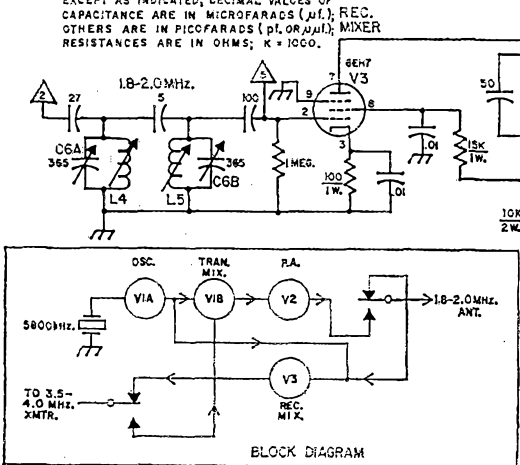 EXCEPT AS INDICATED, DECIMAL VALUES OF
CAPACITANCE ARE IN MICROFARADS (μf.);
OTHERS ARE IN PICOFARADS (pf. OR μμf.);
RESISTANCES ARE IN OHMS; K = 1000.
REC.
MIXER
6EH7
V3
7
9
2
8
3
50
2
27
1.8-2.0MHz.
5
100
5
C6A
365
L4
L5
365
C6B
1 MEG.
100
1W.
.01
.01
15K
1W.
10K
2W.
OSC.
TRAN.
MIX.
P.A.
V1A
V1B
V2
5800kHz.
1.8-2.0MHz.
ANT.
V3
REC.
MIX.
TO 3.5-
4.0 MHz.
XMTR.
BLOCK DIAGRAM